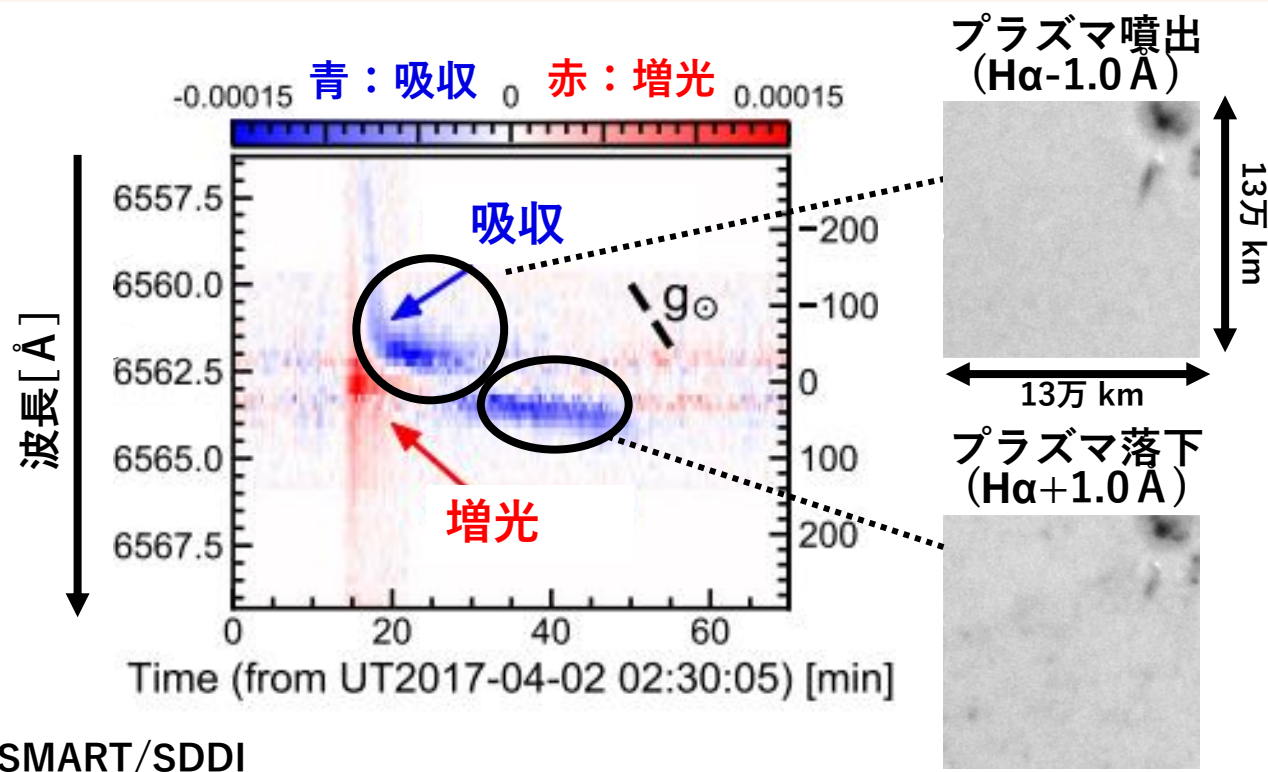 プラズマ噴出
(Hα-1.0Å)
青：吸収
赤：増光
-0.00015
0
0.00015
6557.5
6560.0
6562.5
6565.0
6567.5
波長[Å]
吸収
増光
g⊙
-200
-100
0
100
200
0
20
40
60
Time (from UT2017-04-02 02:30:05) [min]
13万 km
13万 km
プラズマ落下
(Hα+1.0Å)
SMART/SDDI